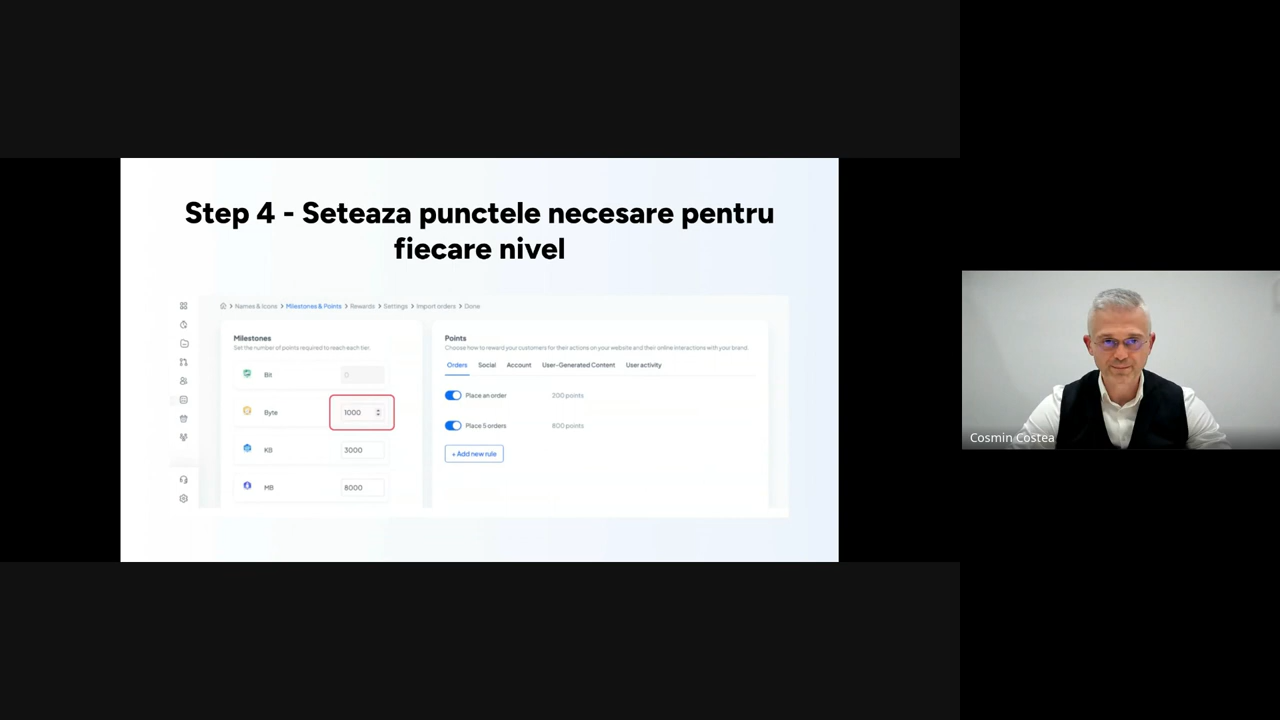 Step 4 - Seteaza punctele necesare pentru
fiecare nivel
Names & Icons > Milestones & Points > Rewards > Settings > Import orders > Done
Milestones
Set the number of points required to reach each tier.
Bit 0
Byte 1000
KB 3000
MB 8000
Points
Choose how to reward your customers for their actions on your website and their online interactions with your brand.
Orders Social Account User-Generated Content User activity
Place an order 200 points
Place 5 orders 800 points
+ Add new rule
Cosmin Costea